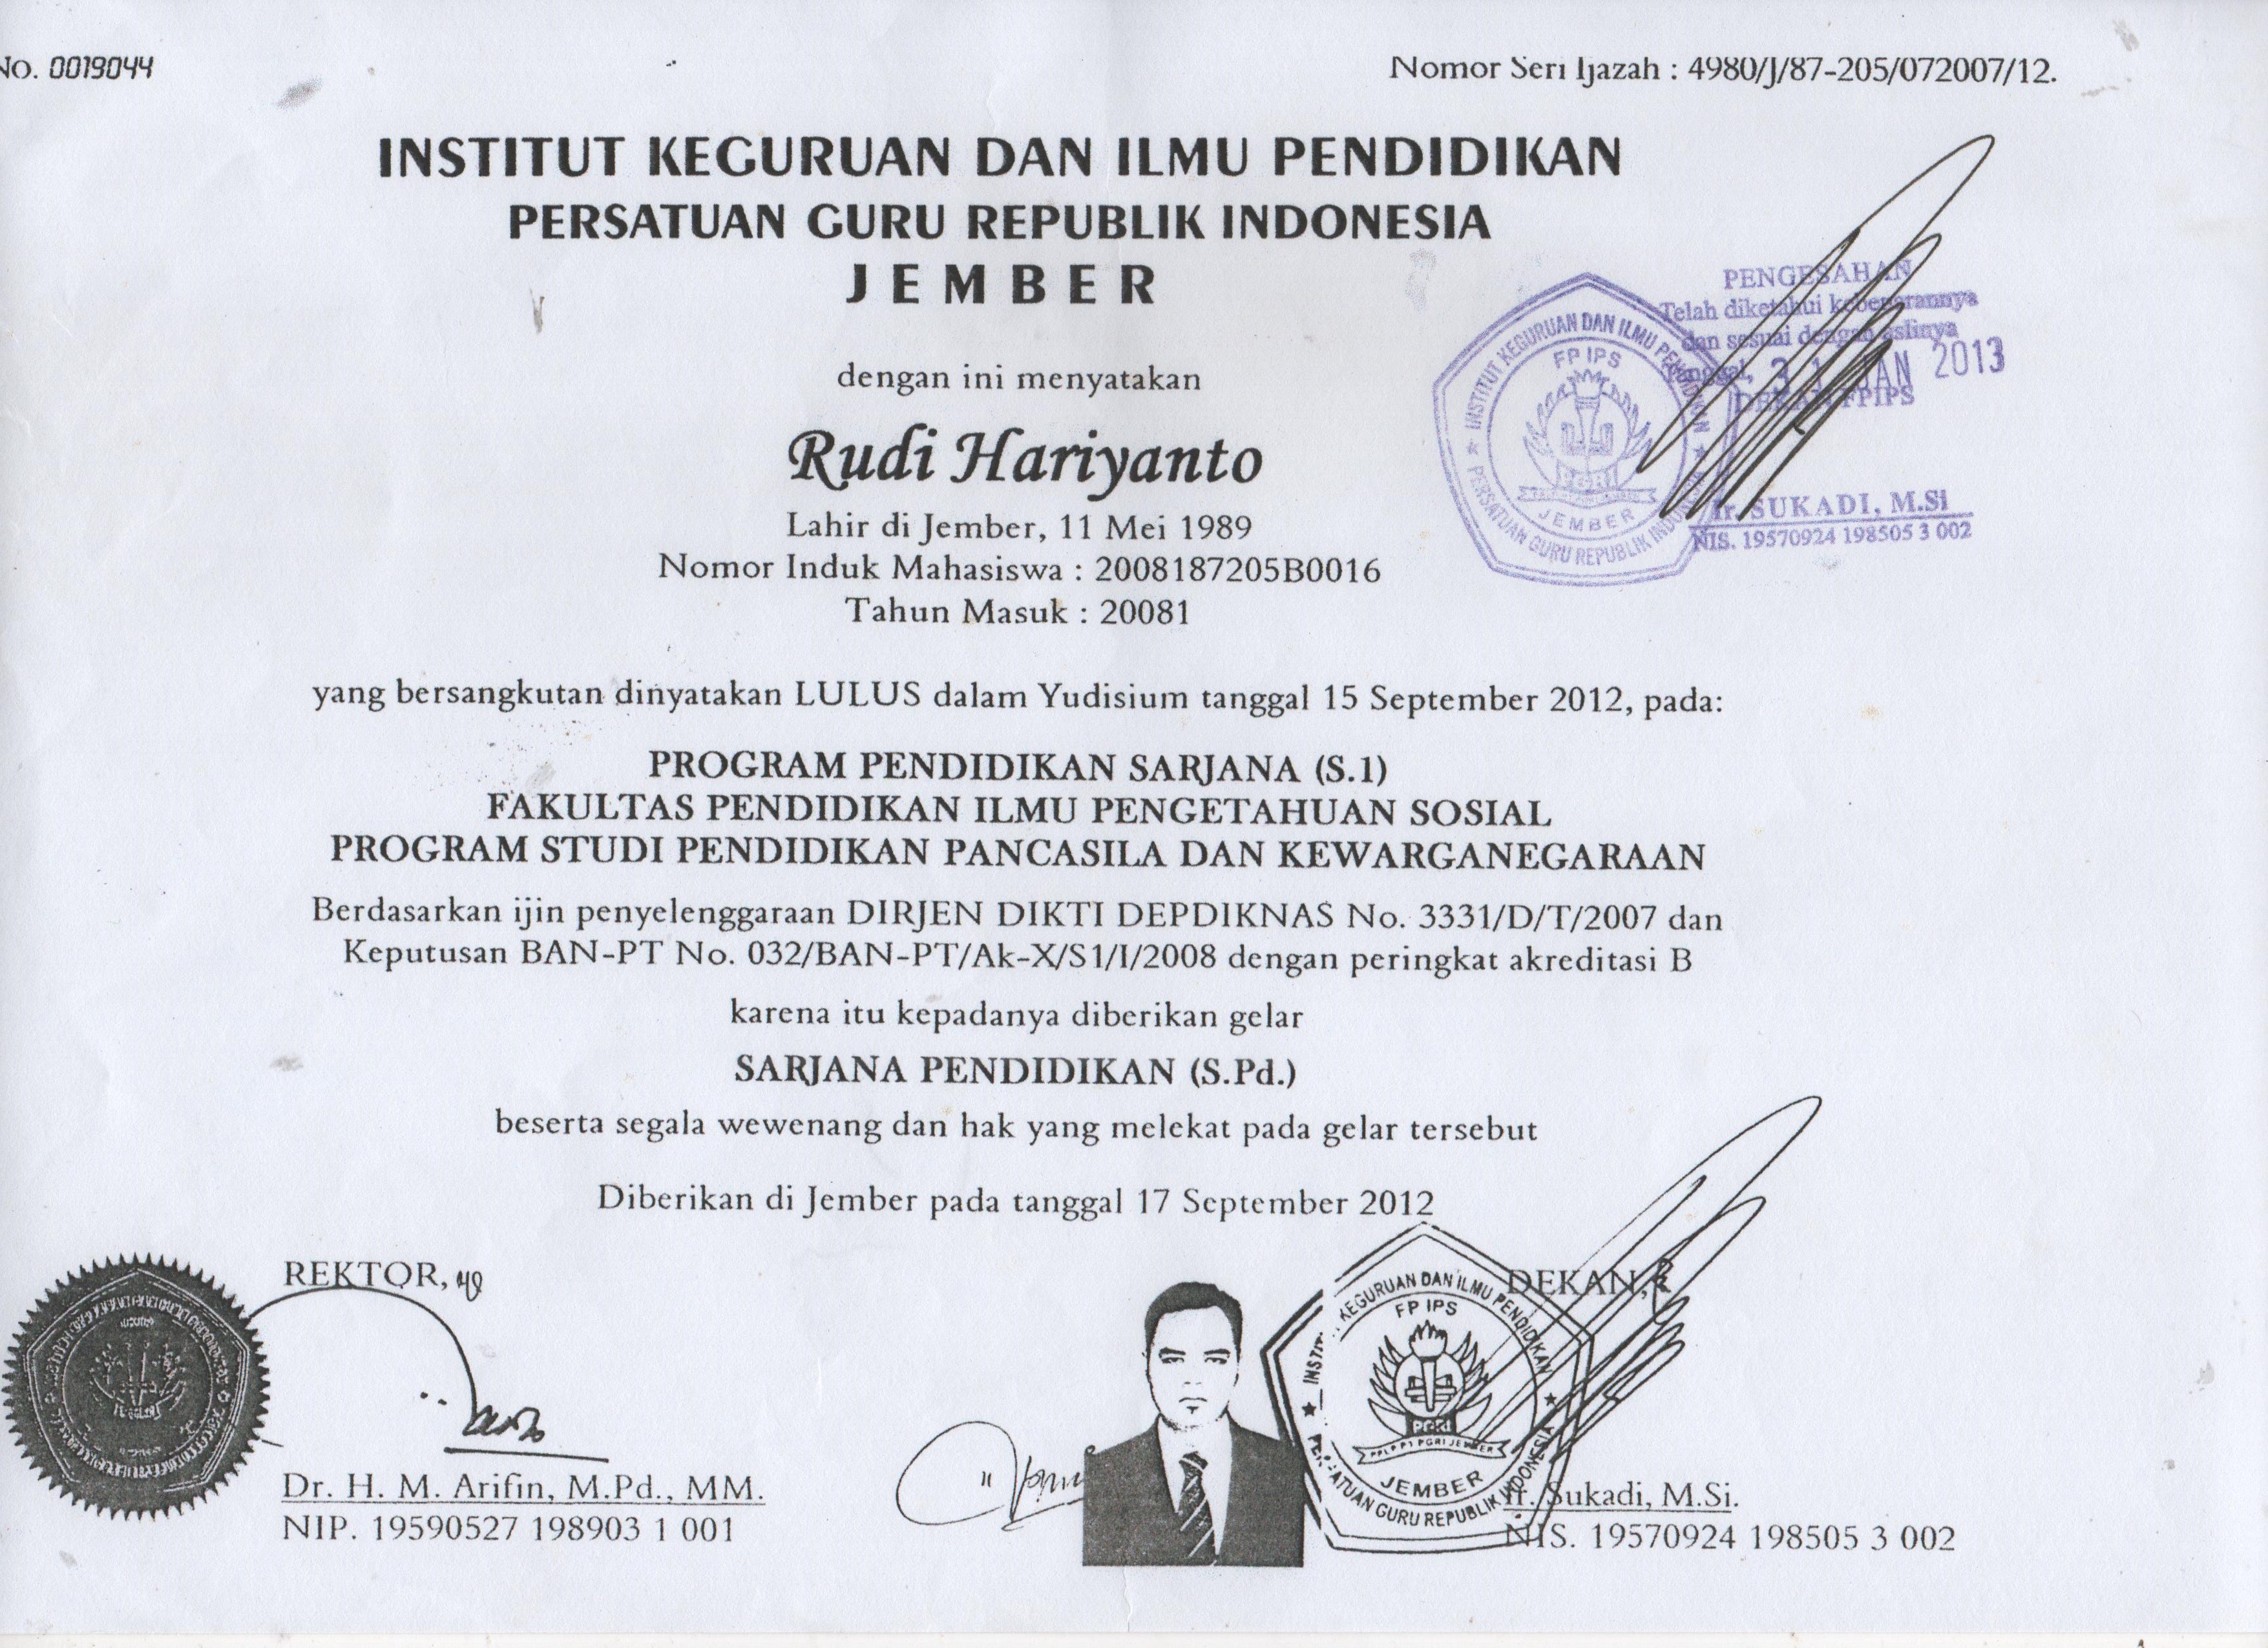 No. 0019044
Nomor Seri Ijazah : 4980/J/87-205/072007/12.
INSTITUT KEGURUAN DAN ILMU PENDIDIKAN
PERSATUAN GURU REPUBLIK INDONESIA
JEMBER
PENGESAHAN
Telah diketahui kebenarannya
dan sesuai dengan aslinya
Tanggal, 31 JAN 2013
DEKAN FPIPS
INSTITUT KEGURUAN DAN ILMU PENDIDIKAN
FP IPS
PGRI
JEMBER
PERSATUAN GURU REPUBLIK INDONESIA
Ir. SUKADI, M.Si
NIS. 19570924 198505 3 002
dengan ini menyatakan
Rudi Hariyanto
Lahir di Jember, 11 Mei 1989
Nomor Induk Mahasiswa : 2008187205B0016
Tahun Masuk : 20081
yang bersangkutan dinyatakan LULUS dalam Yudisium tanggal 15 September 2012, pada:
PROGRAM PENDIDIKAN SARJANA (S.1)
FAKULTAS PENDIDIKAN ILMU PENGETAHUAN SOSIAL
PROGRAM STUDI PENDIDIKAN PANCASILA DAN KEWARGANEGARAAN
Berdasarkan ijin penyelenggaraan DIRJEN DIKTI DEPDIKNAS No. 3331/D/T/2007 dan
Keputusan BAN-PT No. 032/BAN-PT/Ak-X/S1/I/2008 dengan peringkat akreditasi B
karena itu kepadanya diberikan gelar
SARJANA PENDIDIKAN (S.Pd.)
beserta segala wewenang dan hak yang melekat pada gelar tersebut
Diberikan di Jember pada tanggal 17 September 2012
REKTOR,
Dr. H. M. Arifin, M.Pd., MM.
NIP. 19590527 198903 1 001
KEGURUAN DAN ILMU PENDIDIKAN
FP IPS
PGRI
PPLP PT PGRI JEMBER
JEMBER
GURU REPUBLIK INDONESIA
DEKAN,
Ir. Sukadi, M.Si.
NIS. 19570924 198505 3 002